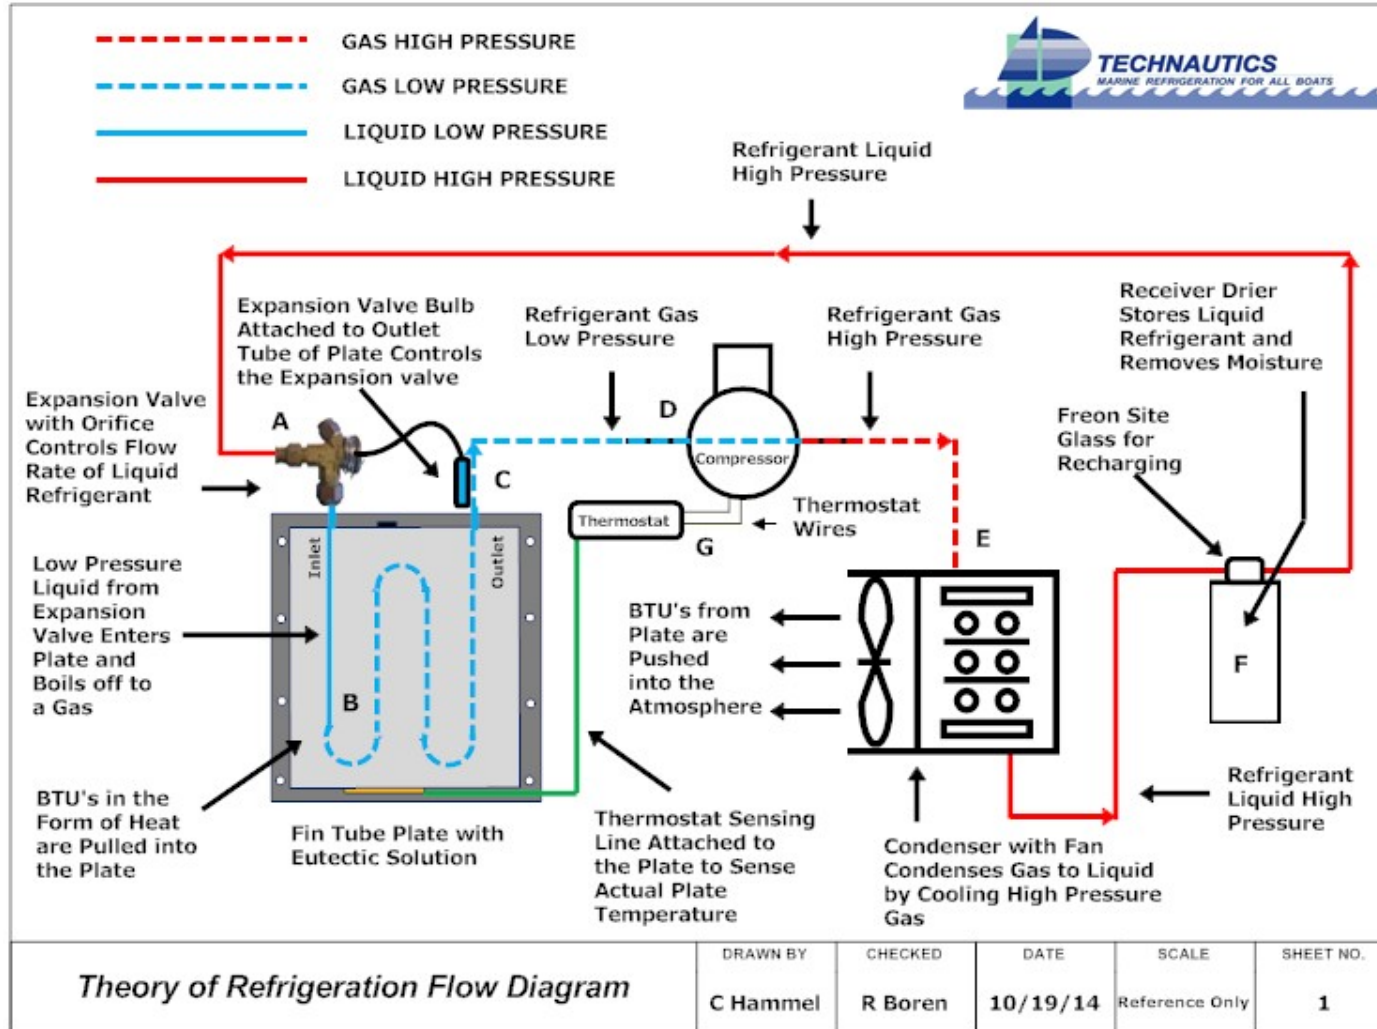 GAS HIGH PRESSURE
GAS LOW PRESSURE
LIQUID LOW PRESSURE
LIQUID HIGH PRESSURE
TECHNAUTICS
MARINE REFRIGERATION FOR ALL BOATS
Refrigerant Liquid
High Pressure
Expansion Valve Bulb
Attached to Outlet
Tube of Plate Controls
the Expansion valve
Refrigerant Gas
Low Pressure
Refrigerant Gas
High Pressure
Receiver Drier
Stores Liquid
Refrigerant and
Removes Moisture
Expansion Valve
with Orifice
Controls Flow
Rate of Liquid
Refrigerant
A
D
Freon Site
Glass for
Recharging
Compressor
C
Thermostat
G
Thermostat
Wires
E
Inlet
Outlet
Low Pressure
Liquid from
Expansion
Valve Enters
Plate and
Boils off to
a Gas
B
BTU's from
Plate are
Pushed
into the
Atmosphere
F
BTU's in the
Form of Heat
are Pulled into
the Plate
Fin Tube Plate with
Eutectic Solution
Thermostat Sensing
Line Attached to
the Plate to Sense
Actual Plate
Temperature
Condenser with Fan
Condenses Gas to Liquid
by Cooling High Pressure
Gas
Refrigerant
Liquid High
Pressure
Theory of Refrigeration Flow Diagram
DRAWN BY
C Hammel
CHECKED
R Boren
DATE
10/19/14
SCALE
Reference Only
SHEET NO.
1